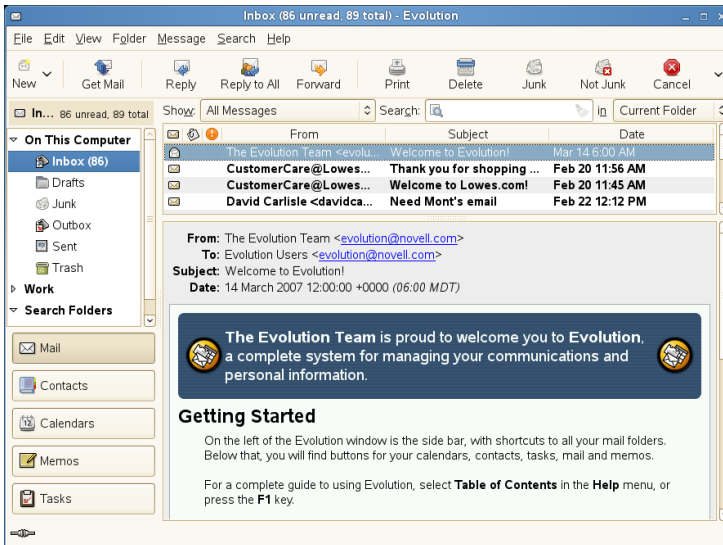 Inbox (86 unread, 89 total) - Evolution
File Edit View Folder Message Search Help
New Get Mail Reply Reply to All Forward Print Delete Junk Not Junk Cancel
In... 86 unread, 89 total Show: All Messages Search: in Current Folder
On This Computer
Inbox (86)
Drafts
Junk
Outbox
Sent
Trash
Work
Search Folders
Mail
Contacts
Calendars
Memos
Tasks
From Subject Date
The Evolution Team <evolu... Welcome to Evolution! Mar 14 6:00 AM
CustomerCare@Lowes... Thank you for shopping ... Feb 20 11:56 AM
CustomerCare@Lowes... Welcome to Lowes.com! Feb 20 11:45 AM
David Carlisle <davidca... Need Mont's email Feb 22 12:12 PM
From: The Evolution Team <evolution@novell.com>
To: Evolution Users <evolution@novell.com>
Subject: Welcome to Evolution!
Date: 14 March 2007 12:00:00 +0000 (06:00 MDT)
The Evolution Team is proud to welcome you to Evolution,
a complete system for managing your communications and
personal information.
Getting Started
On the left of the Evolution window is the side bar, with shortcuts to all your mail folders.
Below that, you will find buttons for your calendars, contacts, tasks, mail and memos.
For a complete guide to using Evolution, select Table of Contents in the Help menu, or
press the F1 key.